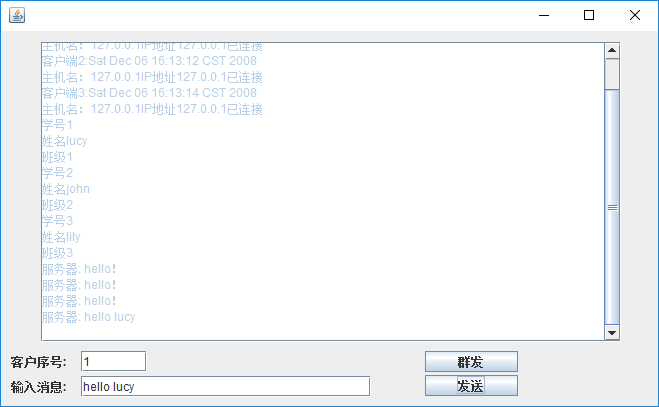 主机名：127.0.0.1IP地址127.0.0.1已连接
客户端2:Sat Dec 06 16:13:12 CST 2008
主机名：127.0.0.1IP地址127.0.0.1已连接
客户端3:Sat Dec 06 16:13:14 CST 2008
主机名：127.0.0.1IP地址127.0.0.1已连接
学号1
姓名lucy
班级1
学号2
姓名john
班级2
学号3
姓名lily
班级3
服务器: hello!
服务器: hello!
服务器: hello!
服务器: hello lucy
客户序号: 1 群发
输入消息: hello lucy 发送